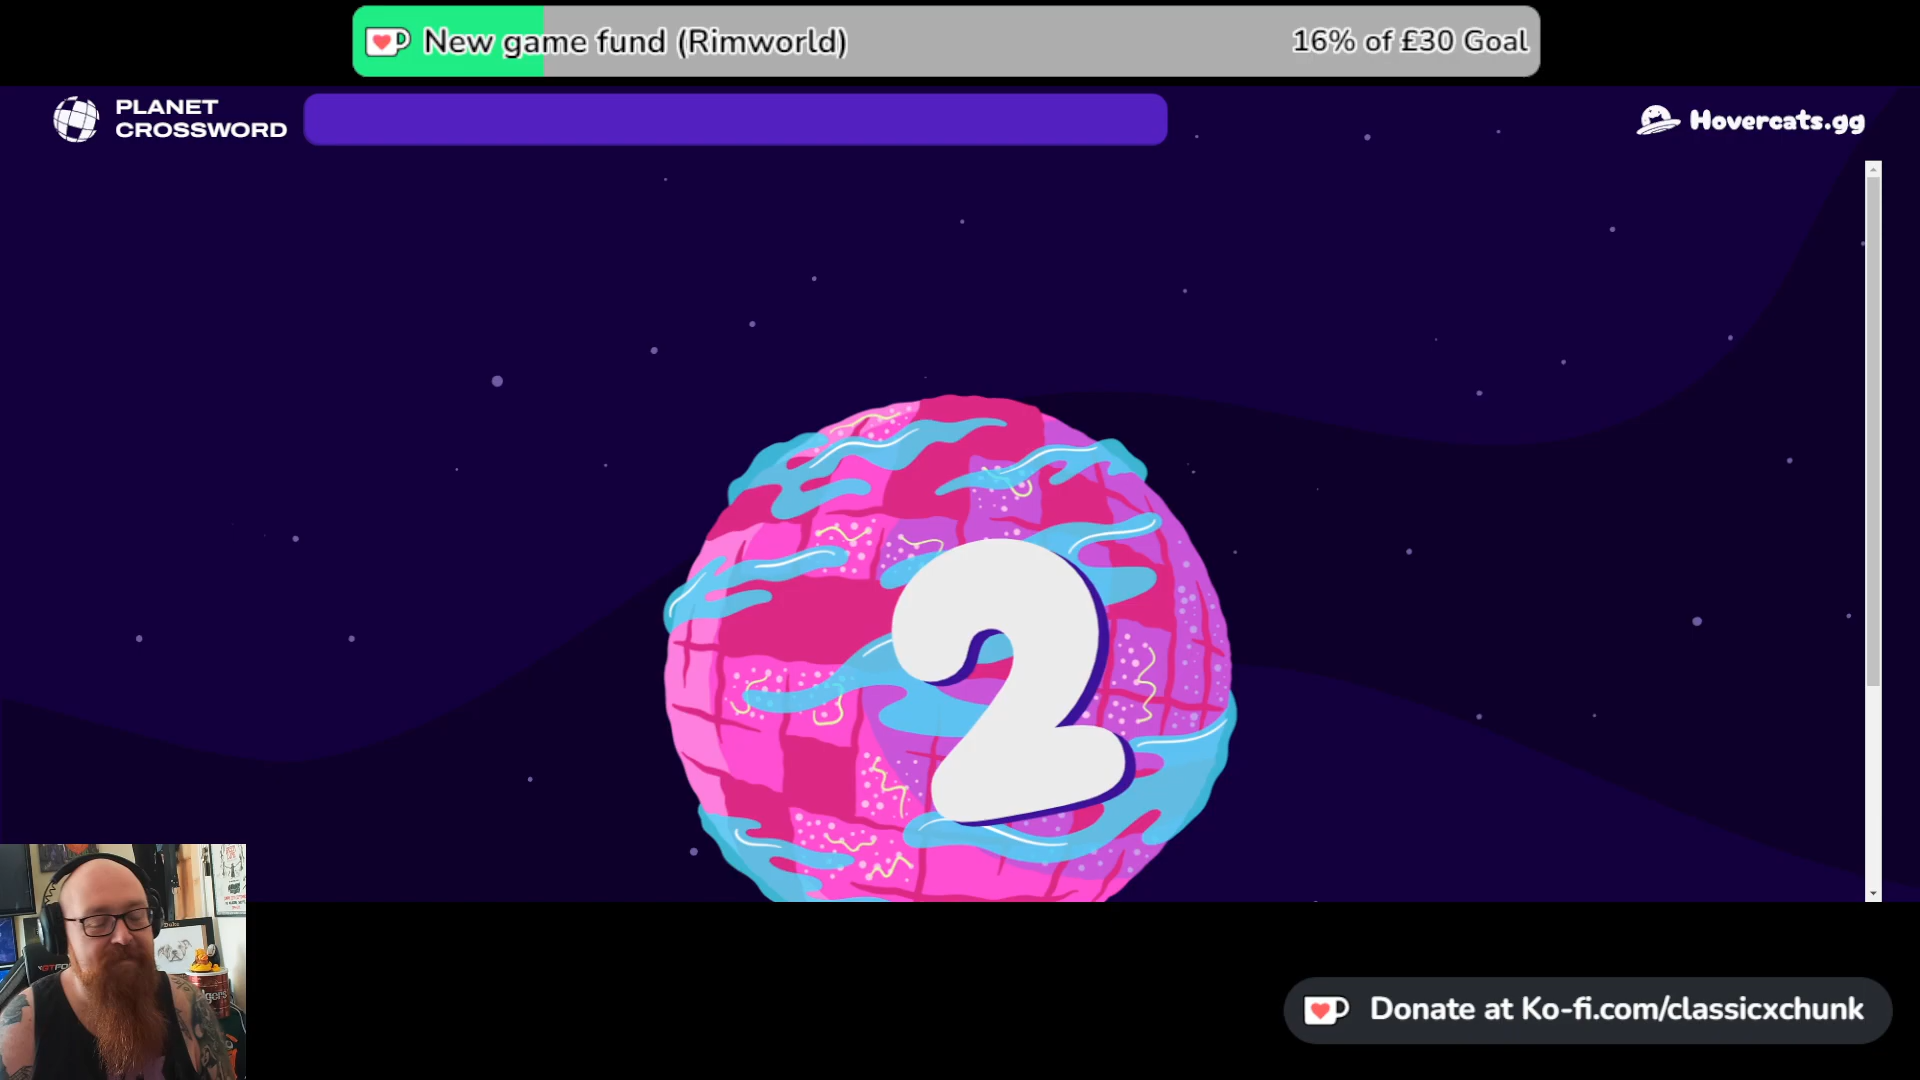 New game fund (Rimworld)
16% of £30 Goal
PLANET
CROSSWORD
Hovercats.gg
2
Donate at Ko-fi.com/classicxchunk